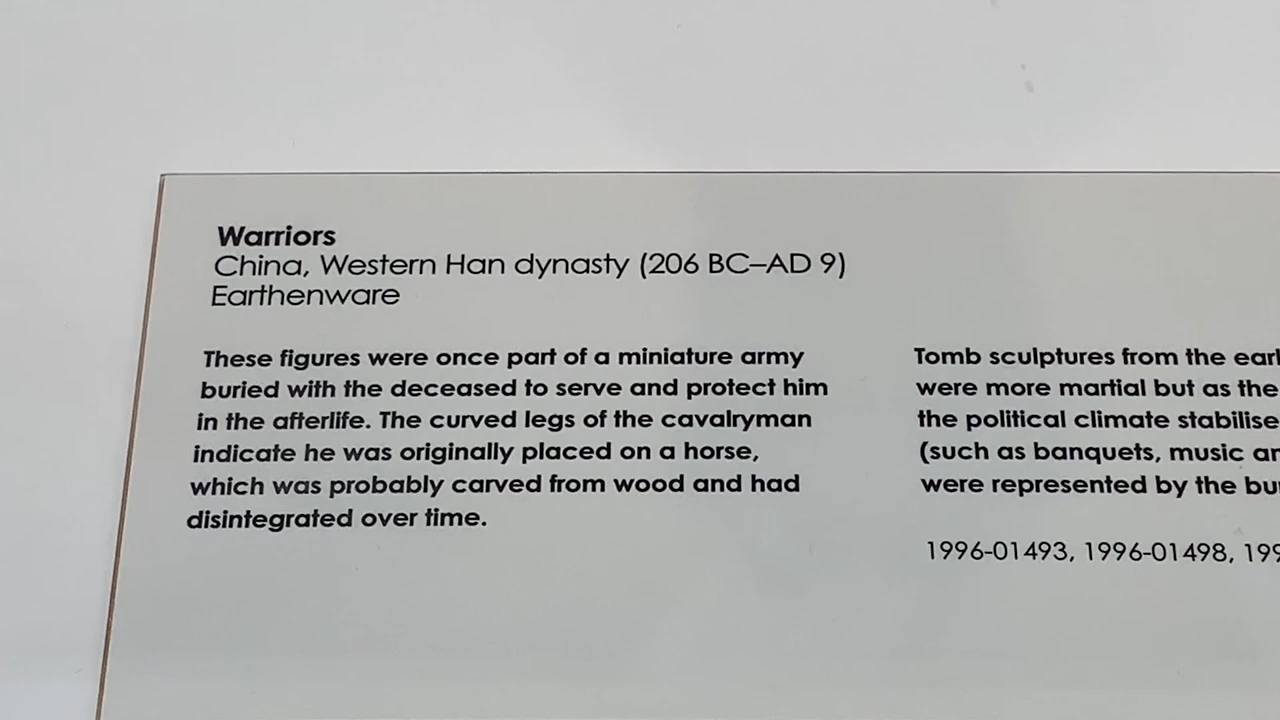 Warriors
China, Western Han dynasty (206 BC–AD 9)
Earthenware
These figures were once part of a miniature army
buried with the deceased to serve and protect him
in the afterlife. The curved legs of the cavalryman
indicate he was originally placed on a horse,
which was probably carved from wood and had
disintegrated over time.
Tomb sculptures from the
were more martial but as the
the political climate
(such as banquets, music
were represented by the
1996-01493, 1996-01498,